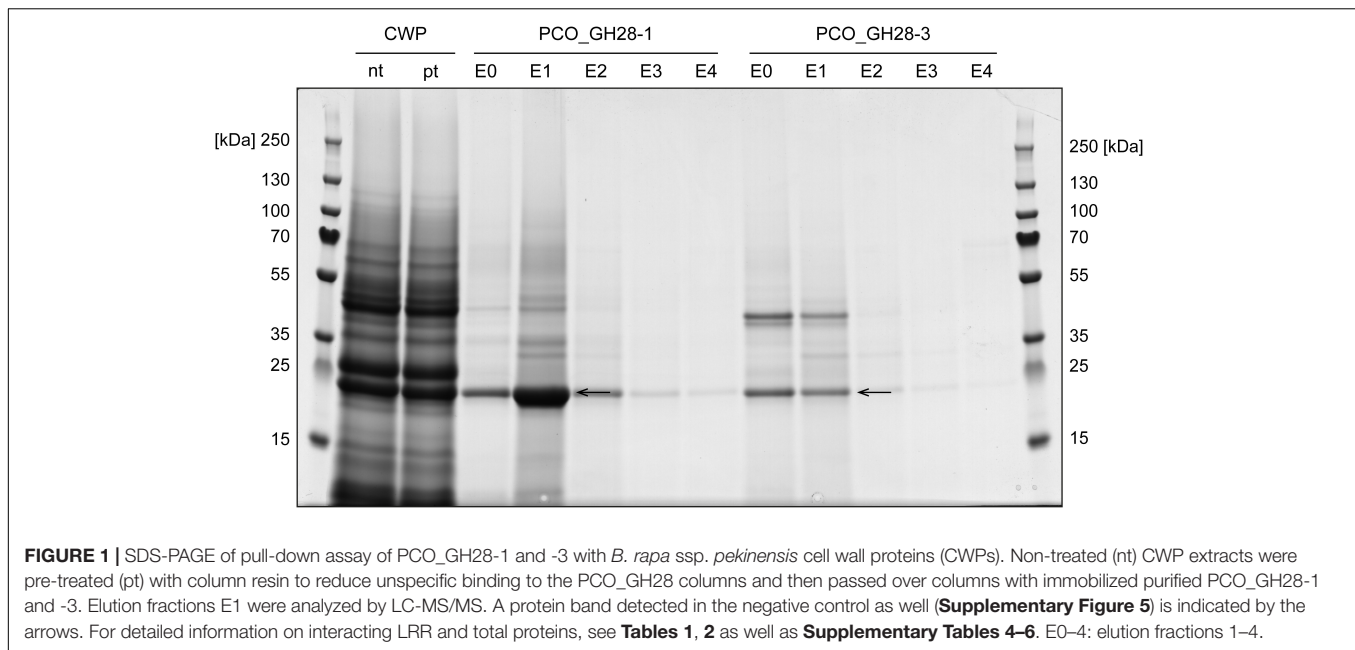 CWP PCO_GH28-1 PCO_GH28-3
nt pt E0 E1 E2 E3 E4 E0 E1 E2 E3 E4
[kDa] 250 250 [kDa]
130 130
100 100
70 70
55 55
35 35
25 25
15 15
FIGURE 1 | SDS-PAGE of pull-down assay of PCO_GH28-1 and -3 with B. rapa ssp. pekinensis cell wall proteins (CWPs). Non-treated (nt) CWP extracts were
pre-treated (pt) with column resin to reduce unspecific binding to the PCO_GH28 columns and then passed over columns with immobilized purified PCO_GH28-1
and -3. Elution fractions E1 were analyzed by LC-MS/MS. A protein band detected in the negative control as well (Supplementary Figure 5) is indicated by the
arrows. For detailed information on interacting LRR and total proteins, see Tables 1, 2 as well as Supplementary Tables 4–6. E0–4: elution fractions 1–4.